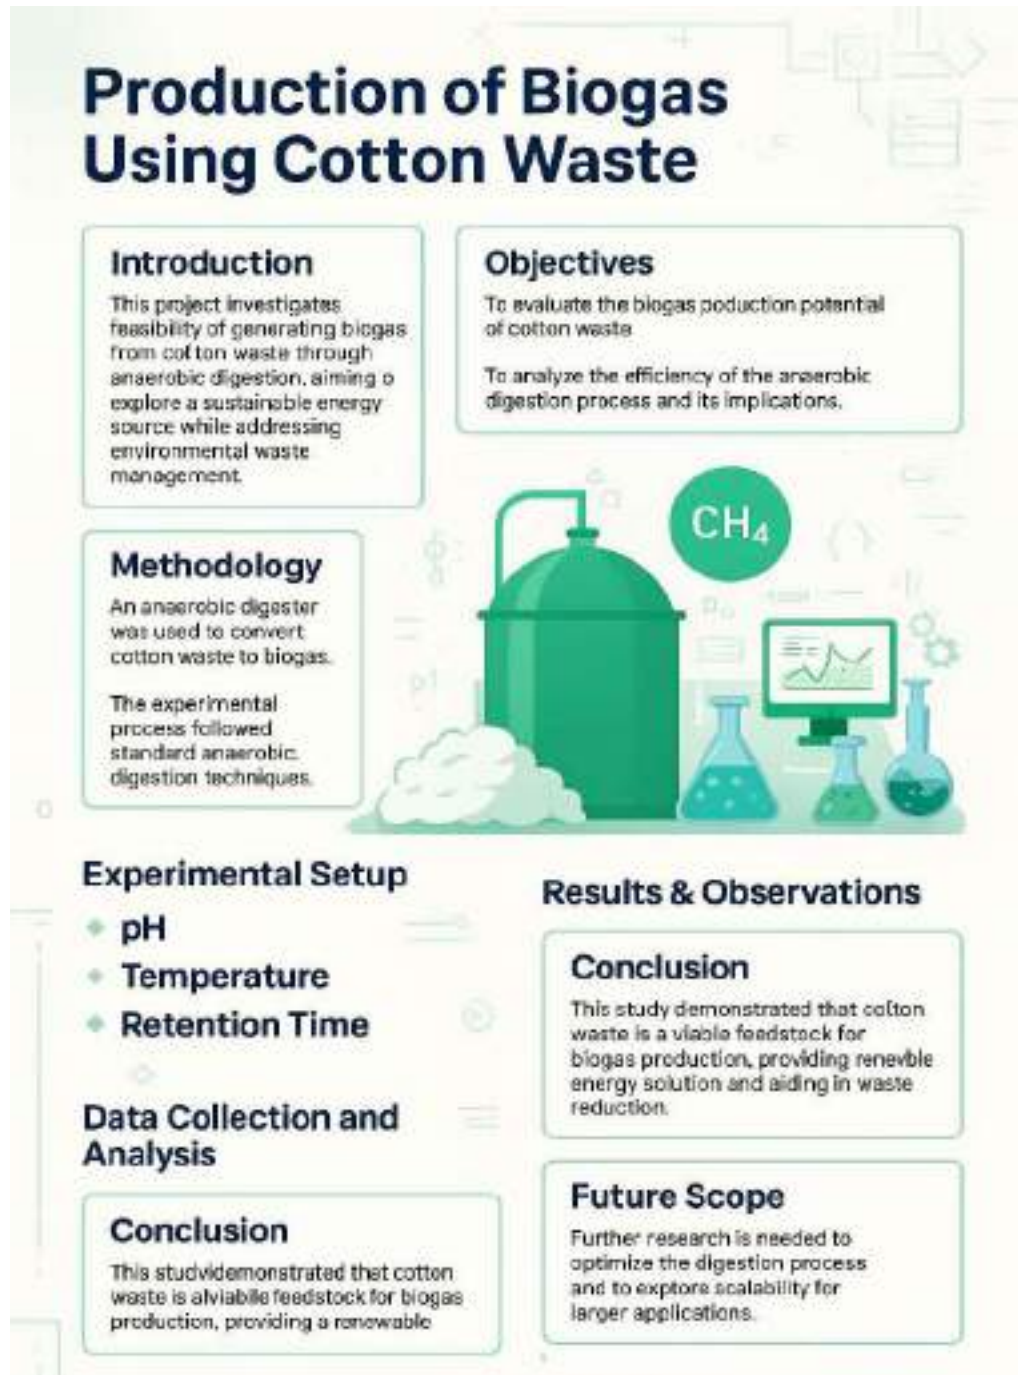 Production of Biogas
Using Cotton Waste
Introduction
This project investigates
feasibility of generating biogas
from cotton waste through
anaerobic digestion. aiming o
explore a sustainable energy
source while addressing
environmental waste
management.
Objectives
To evaluate the biogas poduction potential
of cotton waste
To analyze the efficiency of the anaerobic
digestion process and its implications.
Methodology
An anaerobic digester
was used to convert
cotton waste to biogas.
The experimental
process followed
standard anaerobic.
digestion techniques.
CH₄
Experimental Setup
pH
Temperature
Retention Time
Data Collection and
Analysis
Conclusion
This studvidemonstrated that cotton
waste is alviabile feedstock for biogas
production, providing a renewable
Results & Observations
Conclusion
This study demonstrated that cotton
waste is a viable feedstock for
biogas production, providing renevble
energy solution and aiding in waste
reduction.
Future Scope
Further research is needed to
optimize the digestion process
and to exptore scalability for
larger applications.